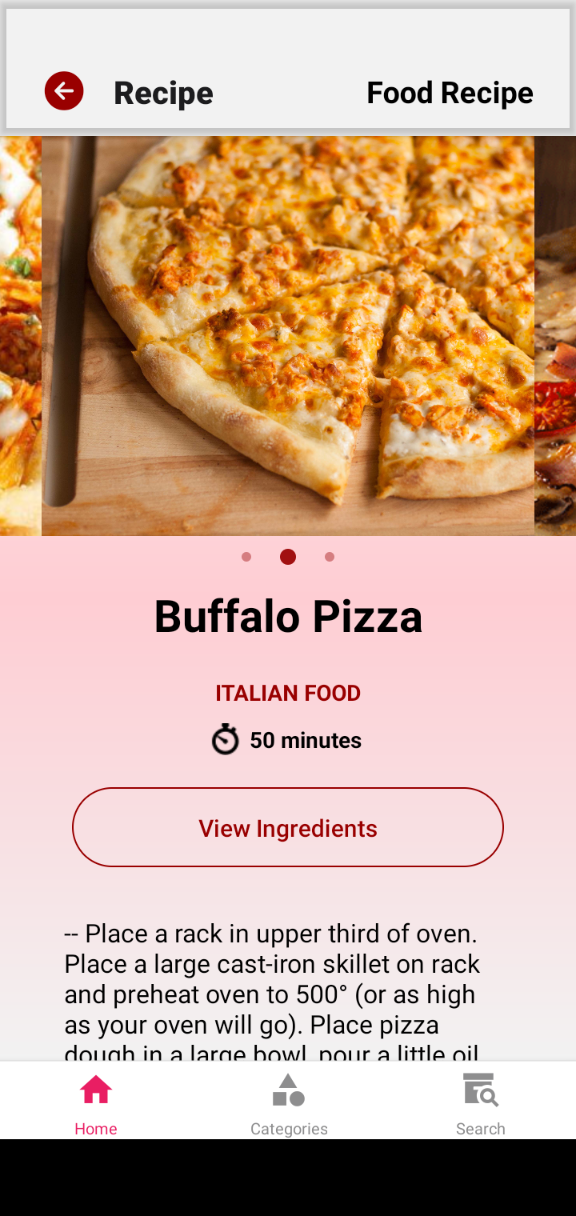 Recipe
Food Recipe
Buffalo Pizza
ITALIAN FOOD
50 minutes
View Ingredients
-- Place a rack in upper third of oven.
Place a large cast-iron skillet on rack
and preheat oven to 500° (or as high
as your oven will go). Place pizza
dough in a large bowl, pour a little oil
Home
Categories
Search